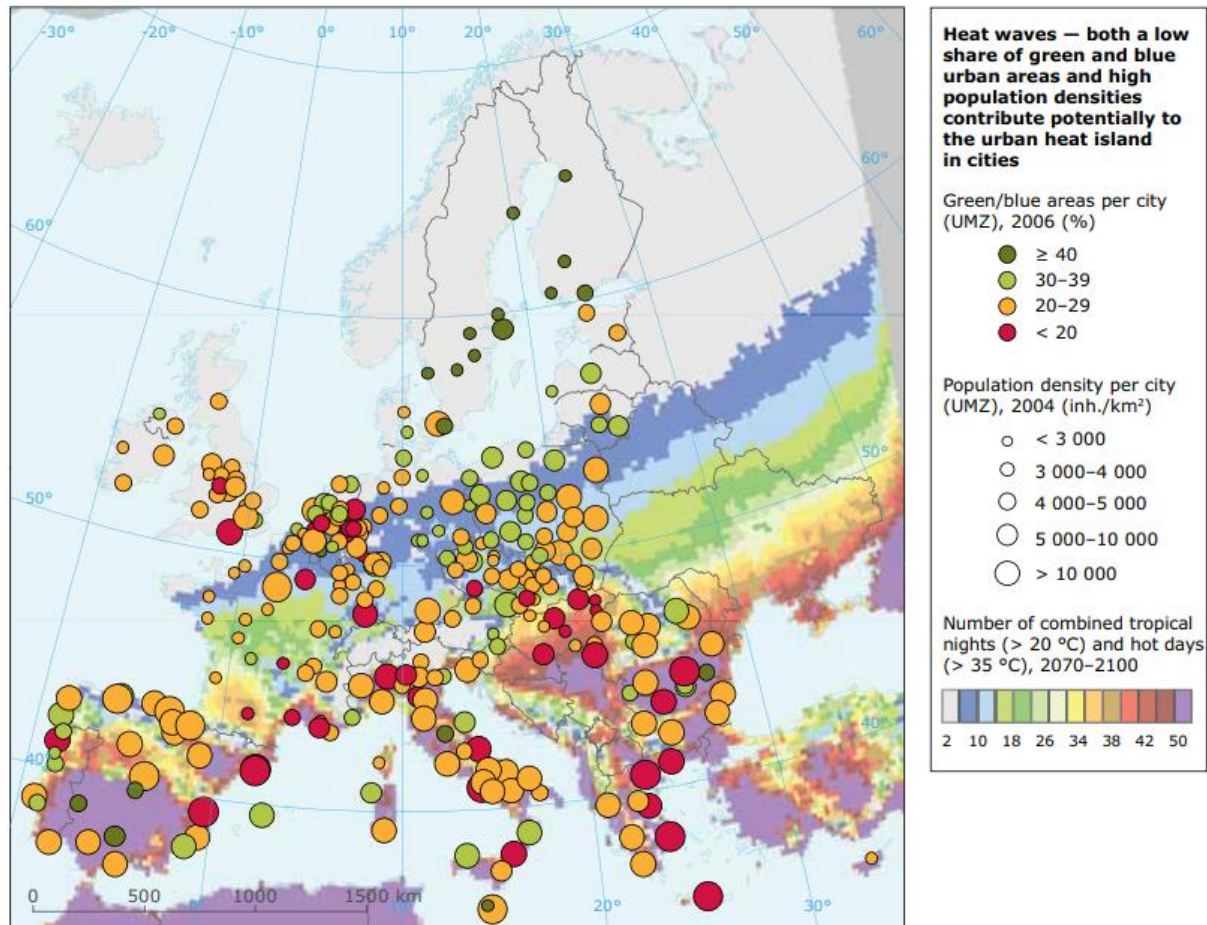 -30°
-20°
-10°
0°
10°
20°
30°
60°
60°
60°
50°
50°
40°
40°
0
500
1000
1500 km
0°
10°
20°
30°
Heat waves — both a low
share of green and blue
urban areas and high
population densities
contribute potentially to
the urban heat island
in cities
Green/blue areas per city
(UMZ), 2006 (%)
≥ 40
30–39
20–29
< 20
Population density per city
(UMZ), 2004 (inh./km²)
< 3 000
3 000–4 000
4 000–5 000
5 000–10 000
> 10 000
Number of combined tropical
nights (> 20 °C) and hot days
(> 35 °C), 2070–2100
2 10 18 26 34 38 42 50